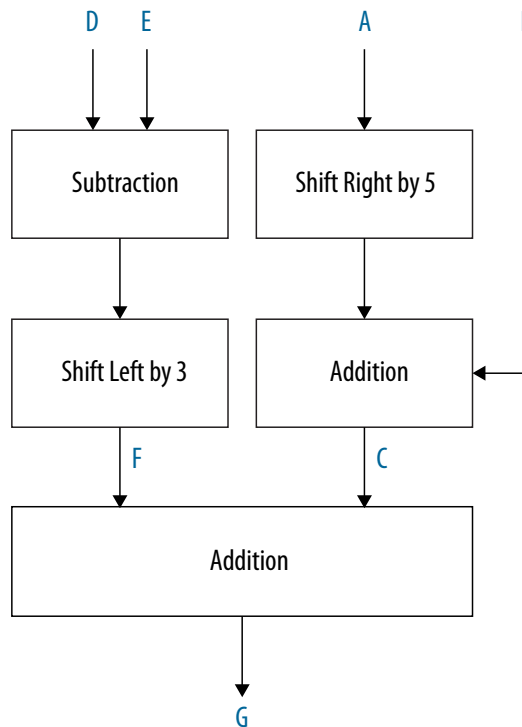 D E A
Subtraction Shift Right by 5
Shift Left by 3 Addition
F C
Addition
G